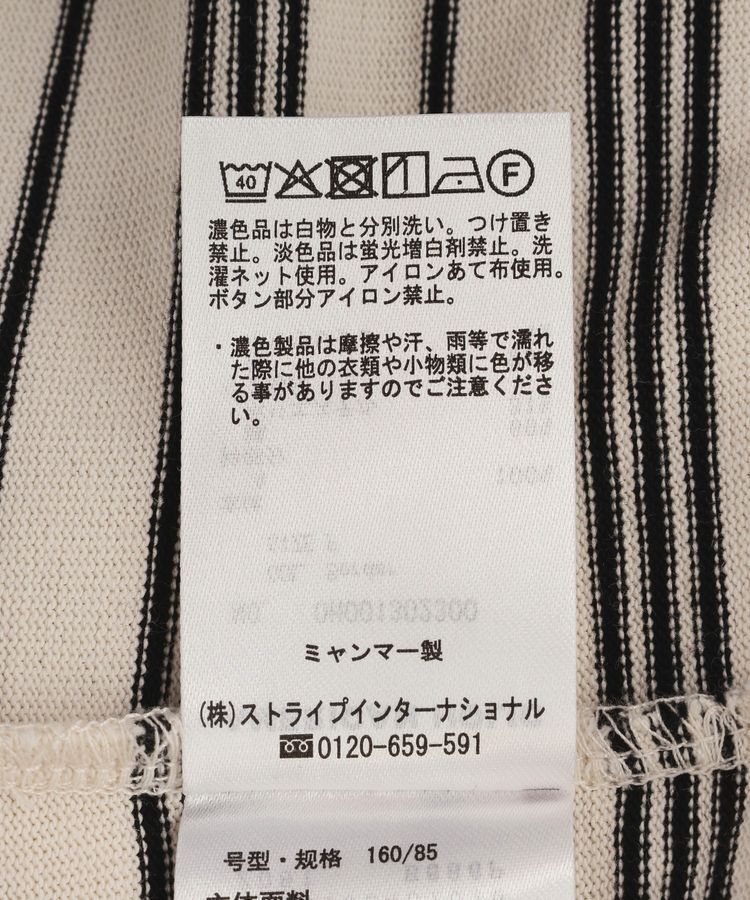 40 F
濃色品は白物と分別洗い。つけ置き
禁止。淡色品は蛍光増白剤禁止。洗
濯ネット使用。アイロンあて布使用。
ボタン部分アイロン禁止。
・濃色製品は摩擦や汗、雨等で濡れ
た際に他の衣類や小物類に色が移
る事がありますのでご注意くださ
い。
ミャンマー製
(株)ストライプインターナショナル
0120-659-591
号型・规格 160/85
主体面料